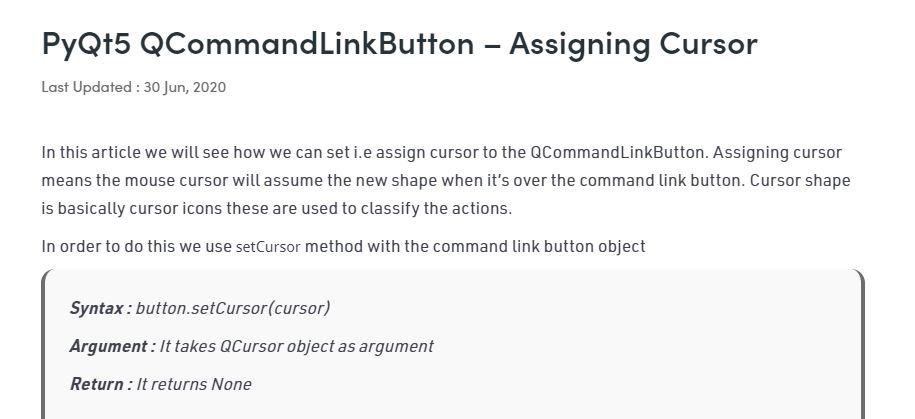 PyQt5 QCommandLinkButton – Assigning Cursor
Last Updated : 30 Jun, 2020
In this article we will see how we can set i.e assign cursor to the QCommandLinkButton. Assigning cursor
means the mouse cursor will assume the new shape when it’s over the command link button. Cursor shape
is basically cursor icons these are used to classify the actions.
In order to do this we use setCursor method with the command link button object
Syntax : button.setCursor(cursor)
Argument : It takes QCursor object as argument
Return : It returns None